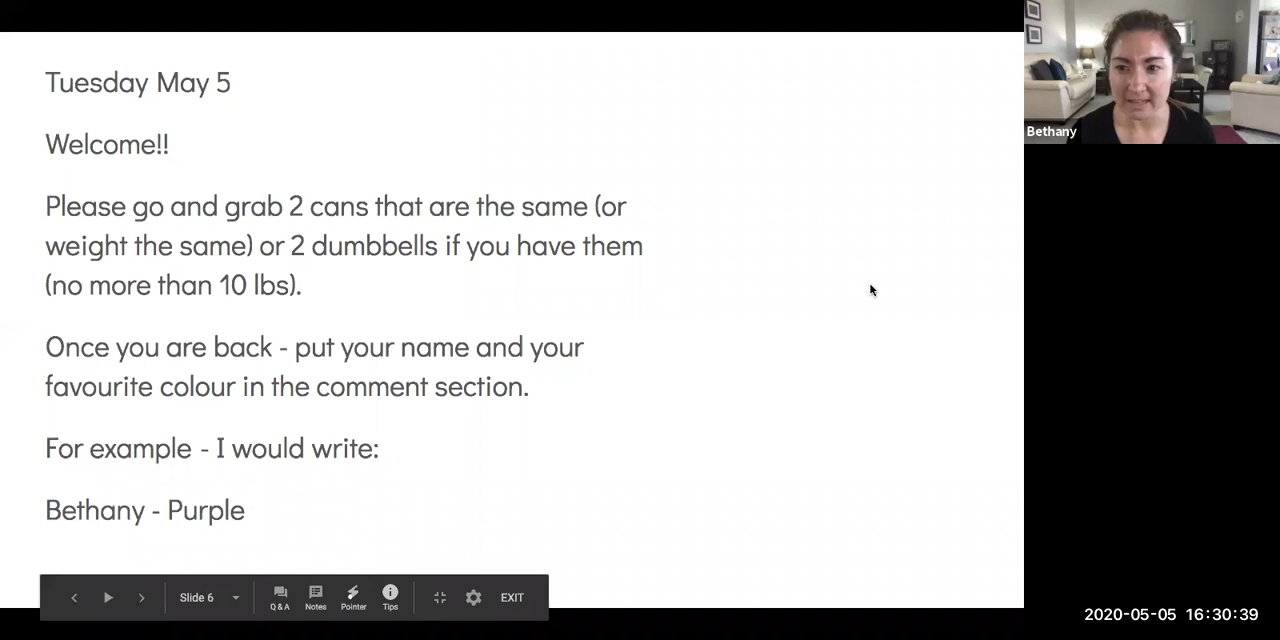 Tuesday May 5
Welcome!!
Please go and grab 2 cans that are the same (or
weight the same) or 2 dumbbells if you have them
(no more than 10 lbs).
Once you are back - put your name and your
favourite colour in the comment section.
For example - I would write:
Bethany - Purple
Slide 6
Q & A
Notes
Pointer
Tips
EXIT
Bethany
2020-05-05 16:30:39